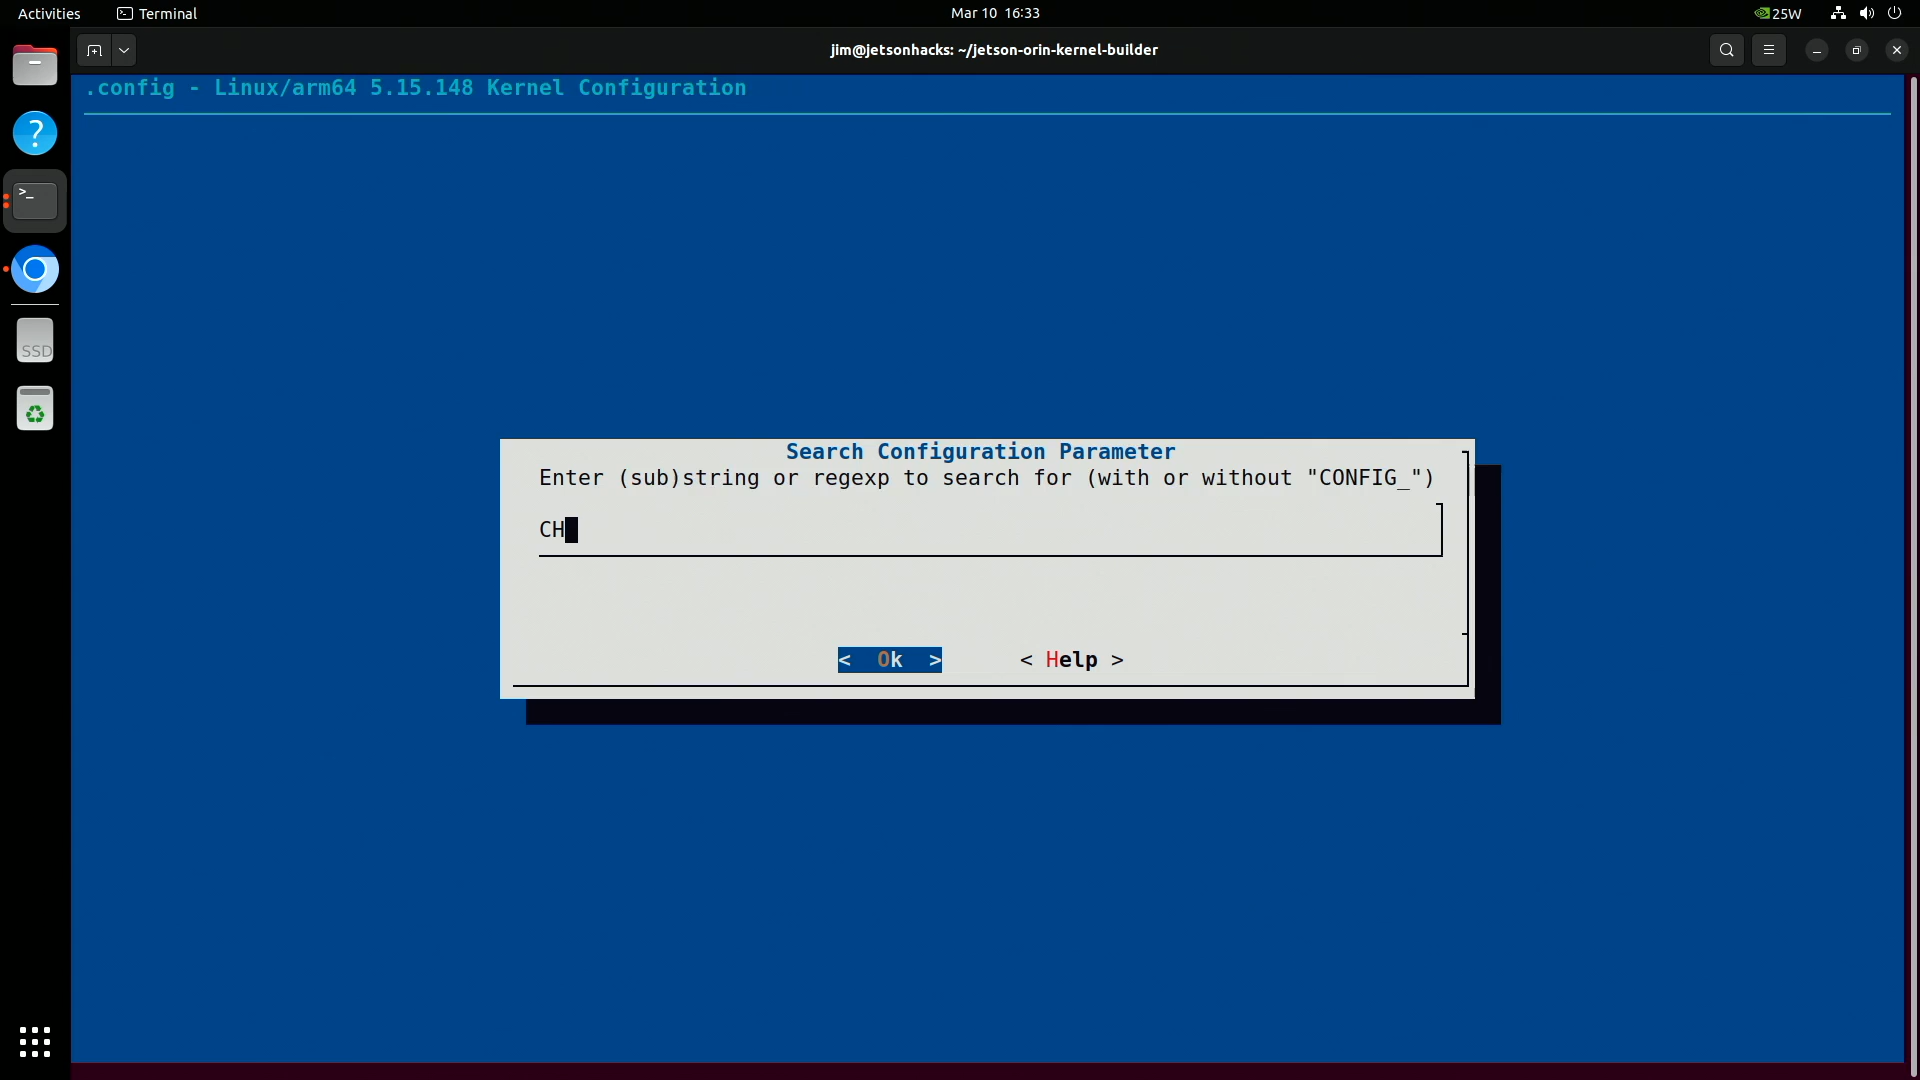 Activities
Terminal
Mar 10 16:33
25W
jim@jetsonhacks: ~/jetson-orin-kernel-builder
.config - Linux/arm64 5.15.148 Kernel Configuration
?
>_
SSD
Search Configuration Parameter
Enter (sub)string or regexp to search for (with or without "CONFIG_")
CH
< Ok > < Help >